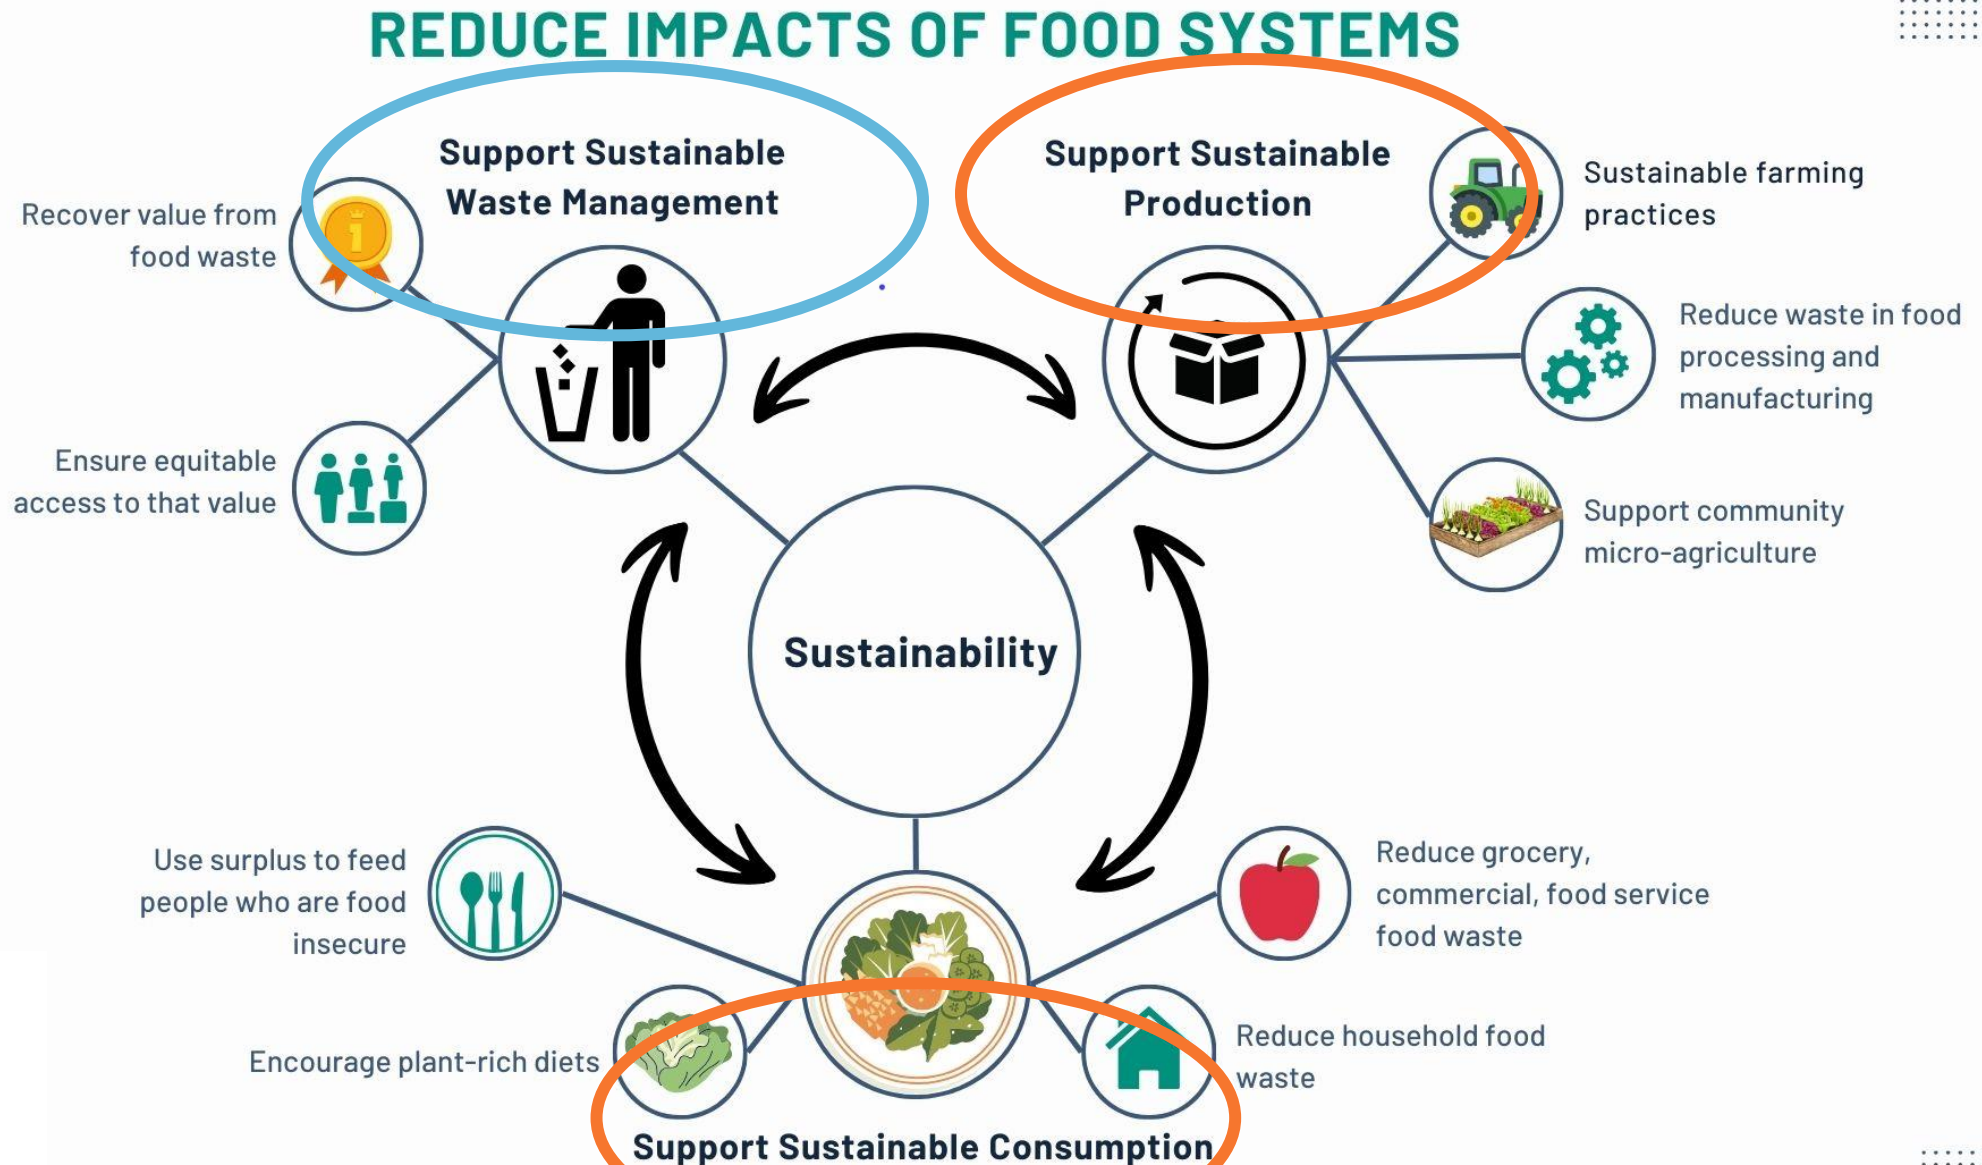 REDUCE IMPACTS OF FOOD SYSTEMS
Support Sustainable
Waste Management
Recover value from
food waste
Ensure equitable
access to that value
Support Sustainable
Production
Sustainable farming
practices
Reduce waste in food
processing and
manufacturing
Support community
micro-agriculture
Sustainability
Use surplus to feed
people who are food
insecure
Encourage plant-rich diets
Reduce grocery,
commercial, food service
food waste
Reduce household food
waste
Support Sustainable Consumption